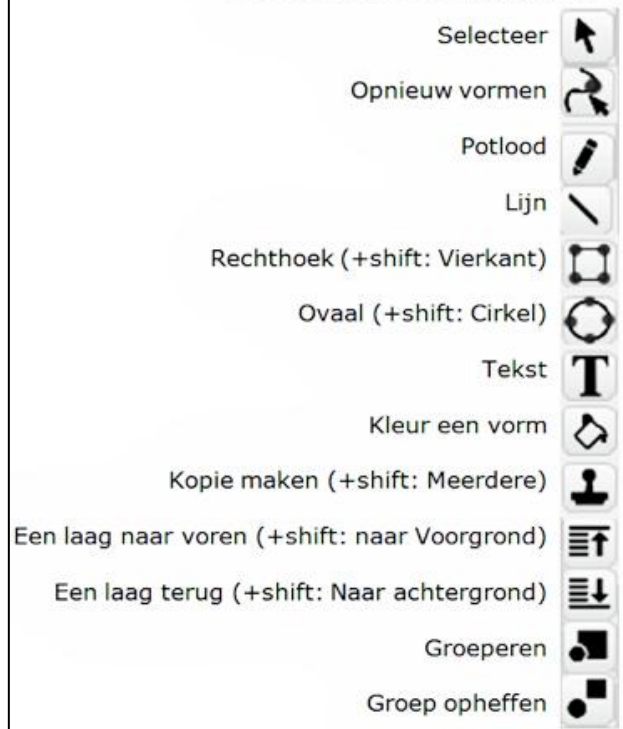 Selecteer
Opnieuw vormen
Potlood
Lijn
Rechthoek (+shift: Vierkant)
Ovaal (+shift: Cirkel)
Tekst
Kleur een vorm
Kopie maken (+shift: Meerdere)
Een laag naar voren (+shift: naar Voorgrond)
Een laag terug (+shift: Naar achtergrond)
Groeperen
Groep opheffen